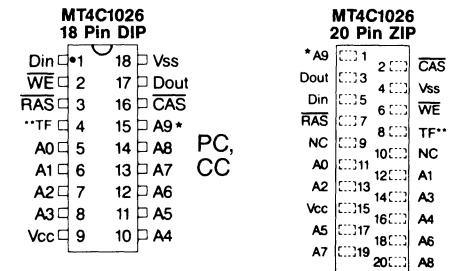 MT4C1026
18 Pin DIP
Din 1 18 Vss
WE 2 17 Dout
RAS 3 16 CAS
**TF 4 15 A9*
A0 5 14 A8
A1 6 13 A7
A2 7 12 A6
A3 8 11 A5
Vcc 9 10 A4
PC,
CC
MT4C1026
20 Pin ZIP
*A9 1
2 CAS
Dout 3
4 Vss
Din 5
6 WE
RAS 7
8 TF**
NC 9
10 NC
A0 11
12 A1
A2 13
14 A3
Vcc 15
16 A4
A5 17
18 A6
A7 19
20 A8